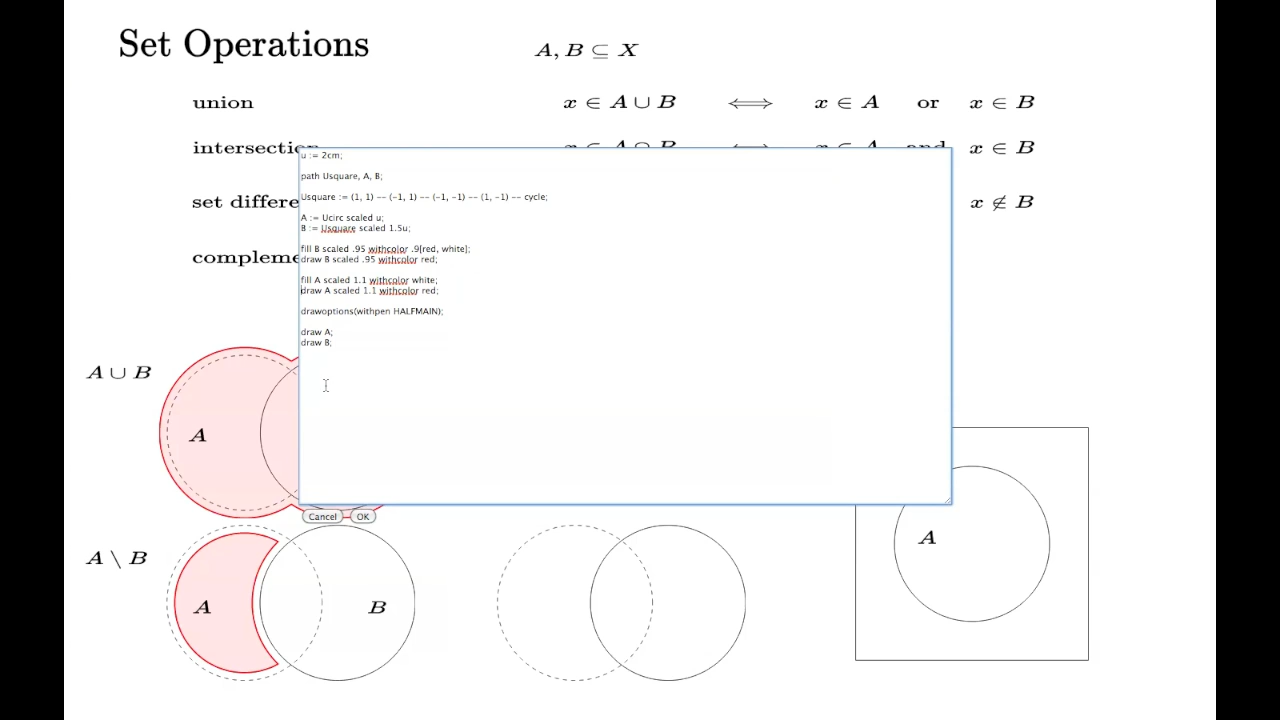 Set Operations
A, B ⊆ X
union x ∈ A ∪ B ⟺ x ∈ A or x ∈ B
intersection x ∈ A ∩ B ⟺ x ∈ A and x ∈ B
u := 2cm;
path Usquare, A, B;
set differe x ∉ B
Usquare := (1, 1) -- (-1, 1) -- (-1, -1) -- (1, -1) -- cycle;
A := Ucirc scaled u;
B := Usquare scaled 1.5u;
compleme
fill B scaled .95 withcolor .9[red, white];
draw B scaled .95 withcolor red;
fill A scaled 1.1 withcolor white;
draw A scaled 1.1 withcolor red;
drawoptions(withpen HALFMAIN);
draw A;
draw B;
A ∪ B
A
Cancel OK
A
A \ B
A B